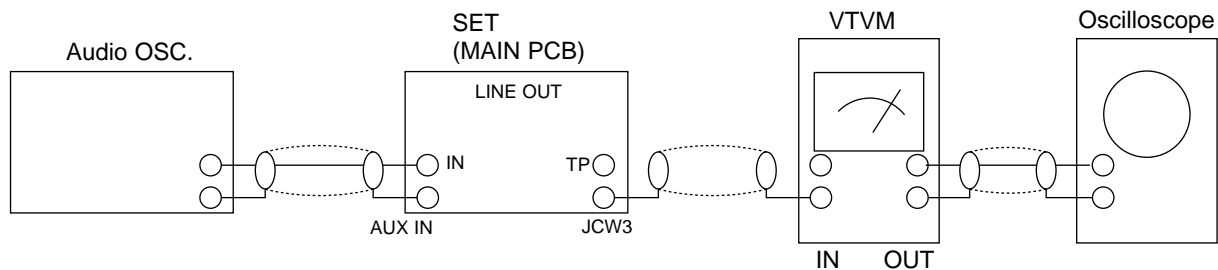 Audio OSC.
SET
(MAIN PCB)
LINE OUT
IN
TP
AUX IN
JCW3
VTVM
IN
OUT
Oscilloscope